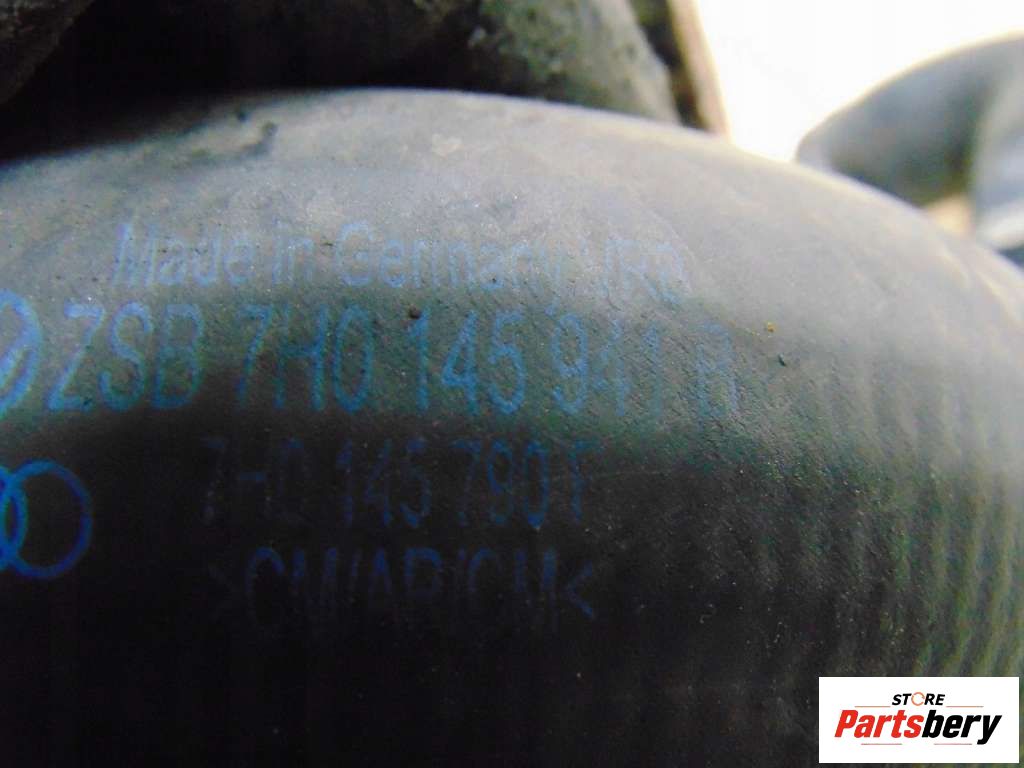 Made in Germany
ZSB 7H0 145 941 B
7H0 145 790
STORE
Partsbery